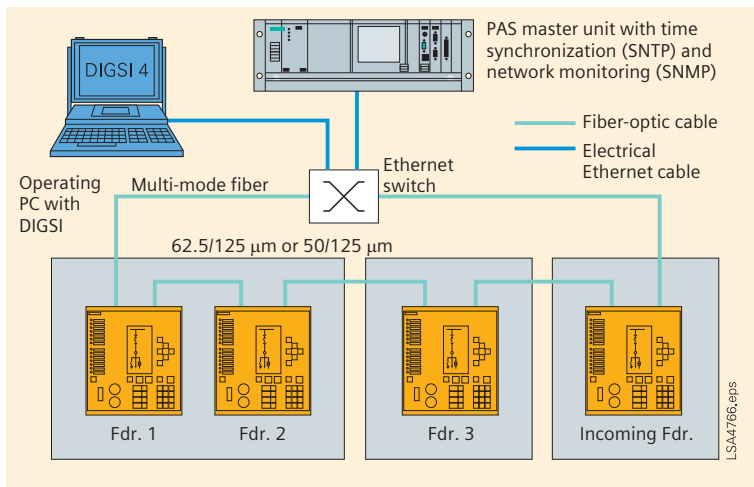 DIGSI 4
PAS master unit with time
synchronization (SNTP) and
network monitoring (SNMP)
Fiber-optic cable
Electrical
Ethernet cable
Ethernet
switch
Operating
PC with
DIGSI
Multi-mode fiber
62.5/125 µm or 50/125 µm
Fdr. 1
Fdr. 2
Fdr. 3
Incoming Fdr.
LSA4766.eps